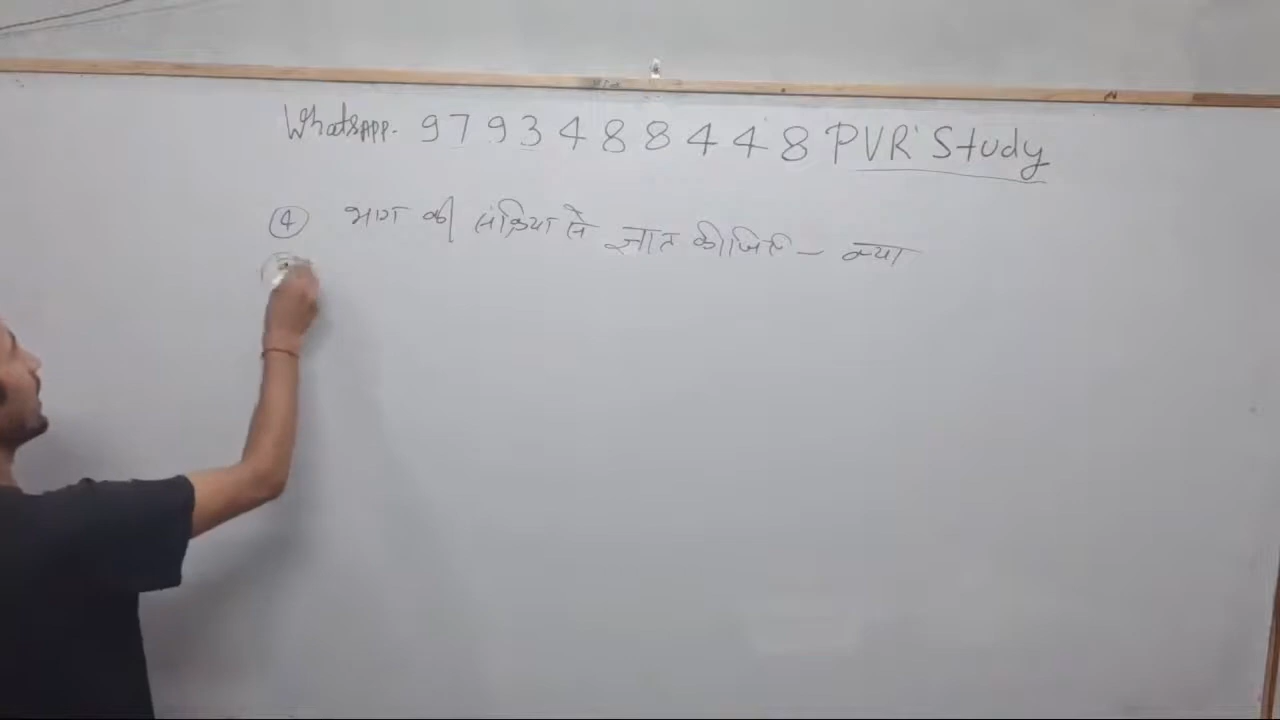 Whatsapp. 9793488448 PVR Study
④ भाग की संक्रिया से ज्ञात कीजिए – क्या